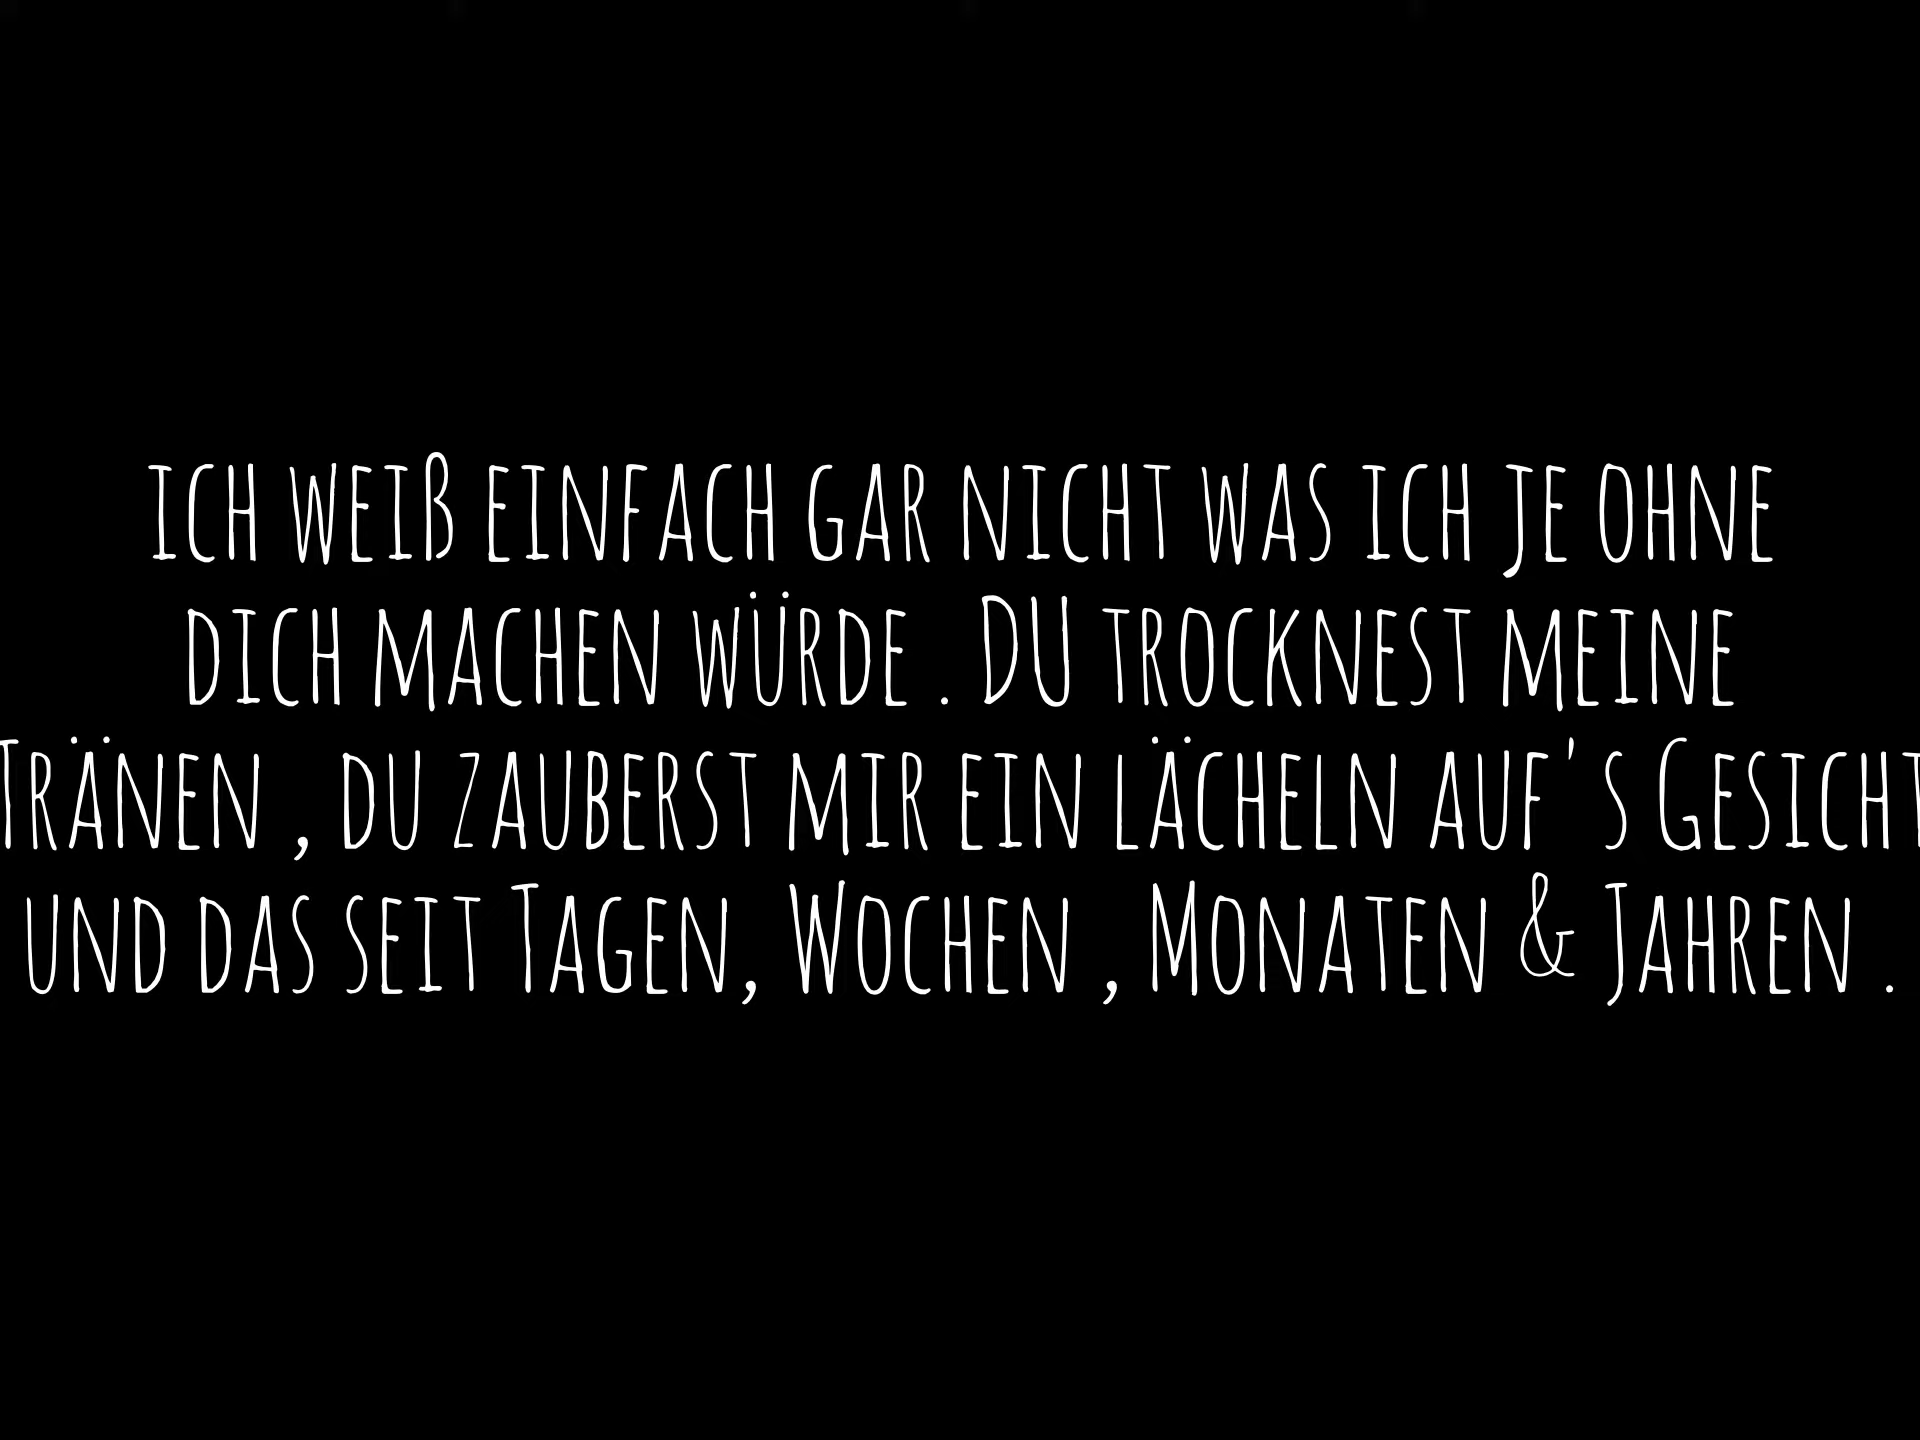 ich weiß einfach gar nicht was ich je ohne
dich machen würde . DU trocknest meine
Tränen , du zauberst mir ein lächeln auf's Gesicht
und das seit Tagen, Wochen , Monaten & Jahren .